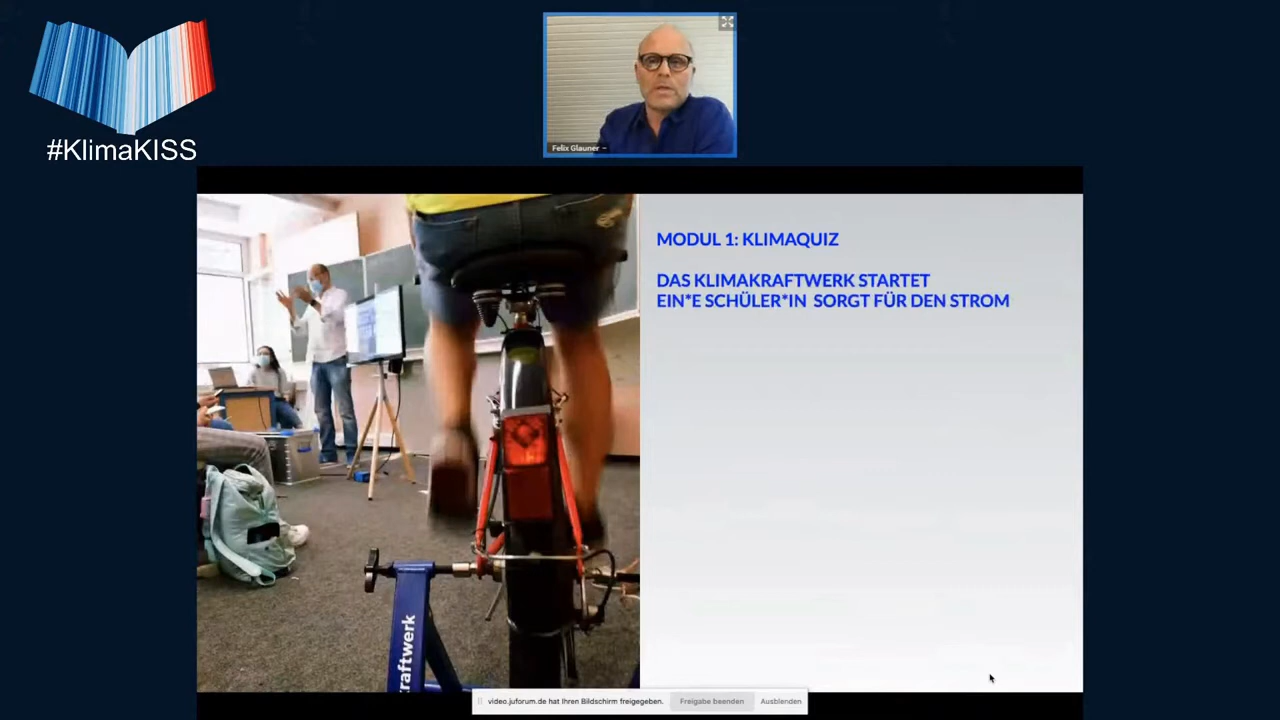 #KlimaKISS
Felix Glauner
MODUL 1: KLIMAQUIZ
DAS KLIMAKRAFTWERK STARTET
EIN*E SCHÜLER*IN SORGT FÜR DEN STROM
kraftwerk
video.juforum.de hat Ihren Bildschirm freigegeben. Freigabe beenden Ausblenden